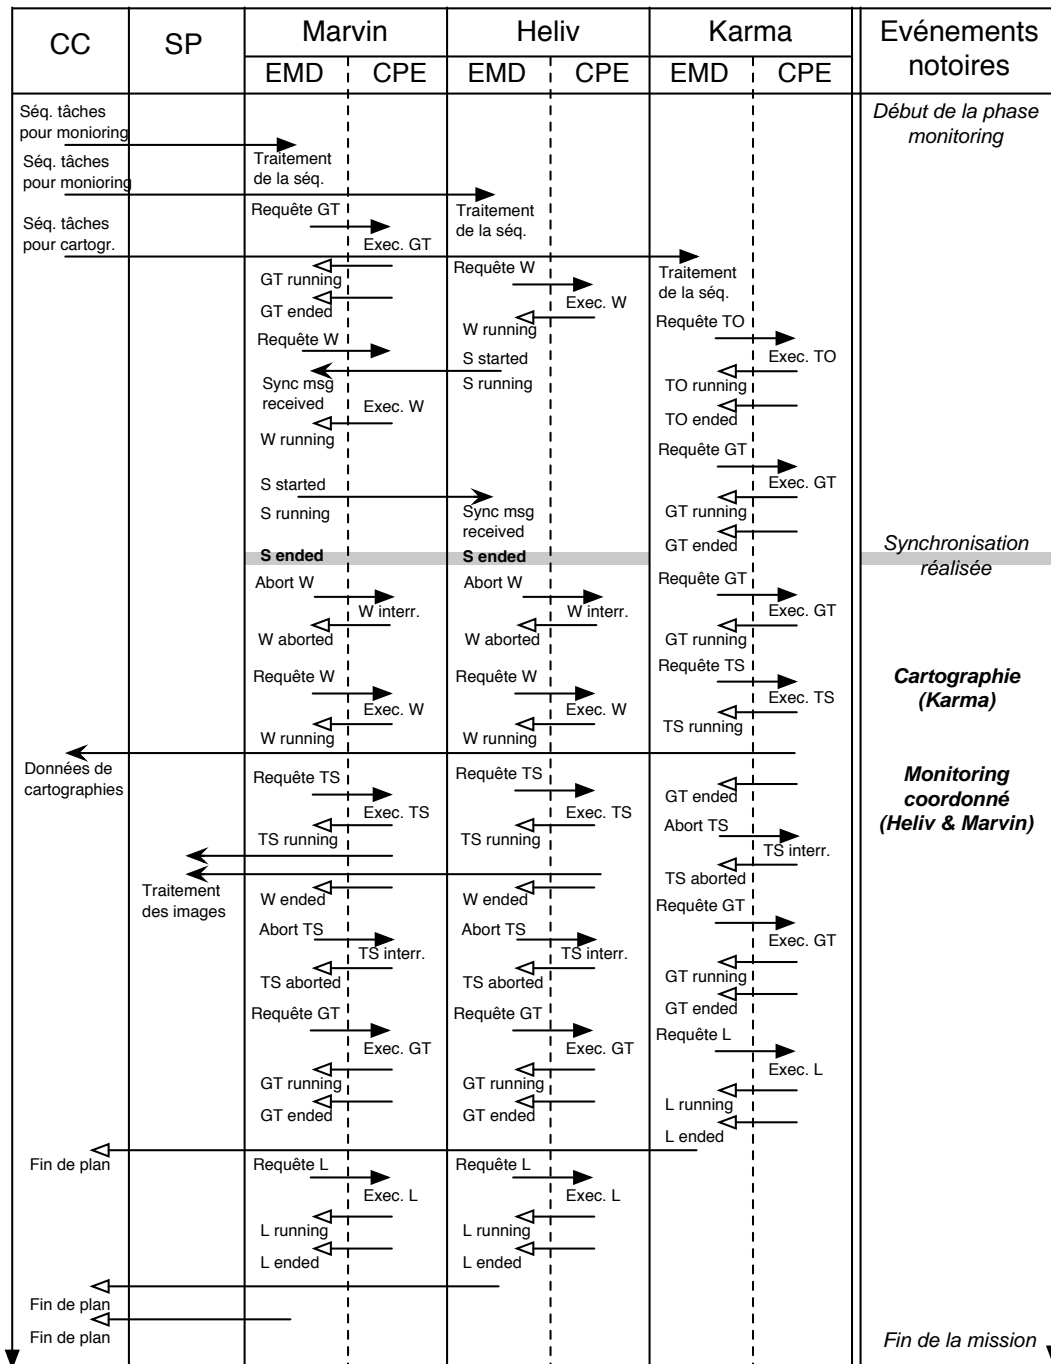 CC
SP
Marvin
Heliv
Karma
Evénements
notoires
EMD
CPE
EMD
CPE
EMD
CPE
Séq. tâches
pour monioring
Début de la phase
monitoring
Traitement
de la séq.
Séq. tâches
pour monioring
Requête GT
Traitement
de la séq.
Séq. tâches
pour cartogr.
Exec. GT
GT running
Requête W
Traitement
de la séq.
GT ended
Exec. W
Requête TO
W running
Requête W
Exec. TO
S started
Sync msg
received
S running
TO running
Exec. W
TO ended
W running
Requête GT
S started
Exec. GT
S running
Sync msg
received
GT running
GT ended
S ended
S ended
Synchronisation
réalisée
Abort W
Abort W
Requête GT
W interr.
W interr.
Exec. GT
W aborted
W aborted
GT running
Requête W
Requête W
Requête TS
Cartographie
(Karma)
Exec. W
Exec. W
Exec. TS
W running
W running
TS running
Données de
cartographies
Requête TS
Requête TS
GT ended
Monitoring
coordonné
(Heliv & Marvin)
Exec. TS
Exec. TS
Abort TS
TS running
TS running
TS interr.
TS aborted
Traitement
des images
W ended
W ended
Requête GT
Abort TS
Abort TS
Exec. GT
TS interr.
TS interr.
TS aborted
TS aborted
GT running
GT ended
Requête GT
Requête GT
Requête L
Exec. GT
Exec. GT
Exec. L
GT running
GT running
L running
GT ended
GT ended
L ended
Fin de plan
Requête L
Requête L
Exec. L
Exec. L
L running
L running
L ended
L ended
Fin de plan
Fin de plan
Fin de la mission